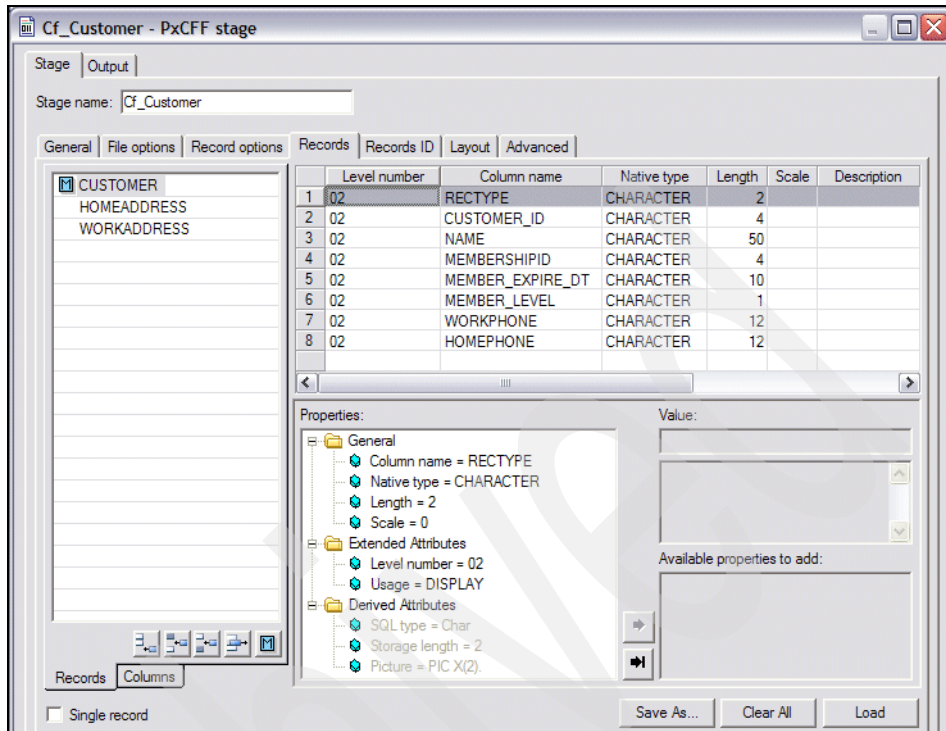 Cf_Customer - PxCFF stage
Stage Output
Stage name: Cf_Customer
General File options Record options Records Records ID Layout Advanced
M CUSTOMER
HOMEADDRESS
WORKADDRESS
Level number Column name Native type Length Scale Description
1 02 RECTYPE CHARACTER 2
2 02 CUSTOMER_ID CHARACTER 4
3 02 NAME CHARACTER 50
4 02 MEMBERSHIPID CHARACTER 4
5 02 MEMBER_EXPIRE_DT CHARACTER 10
6 02 MEMBER_LEVEL CHARACTER 1
7 02 WORKPHONE CHARACTER 12
8 02 HOMEPHONE CHARACTER 12
Properties:
General
Column name = RECTYPE
Native type = CHARACTER
Length = 2
Scale = 0
Extended Attributes
Level number = 02
Usage = DISPLAY
Derived Attributes
SQL type = Char
Storage length = 2
Picture = PIC X(2).
Value:
Available properties to add:
M
Records Columns
Single record
Save As... Clear All Load